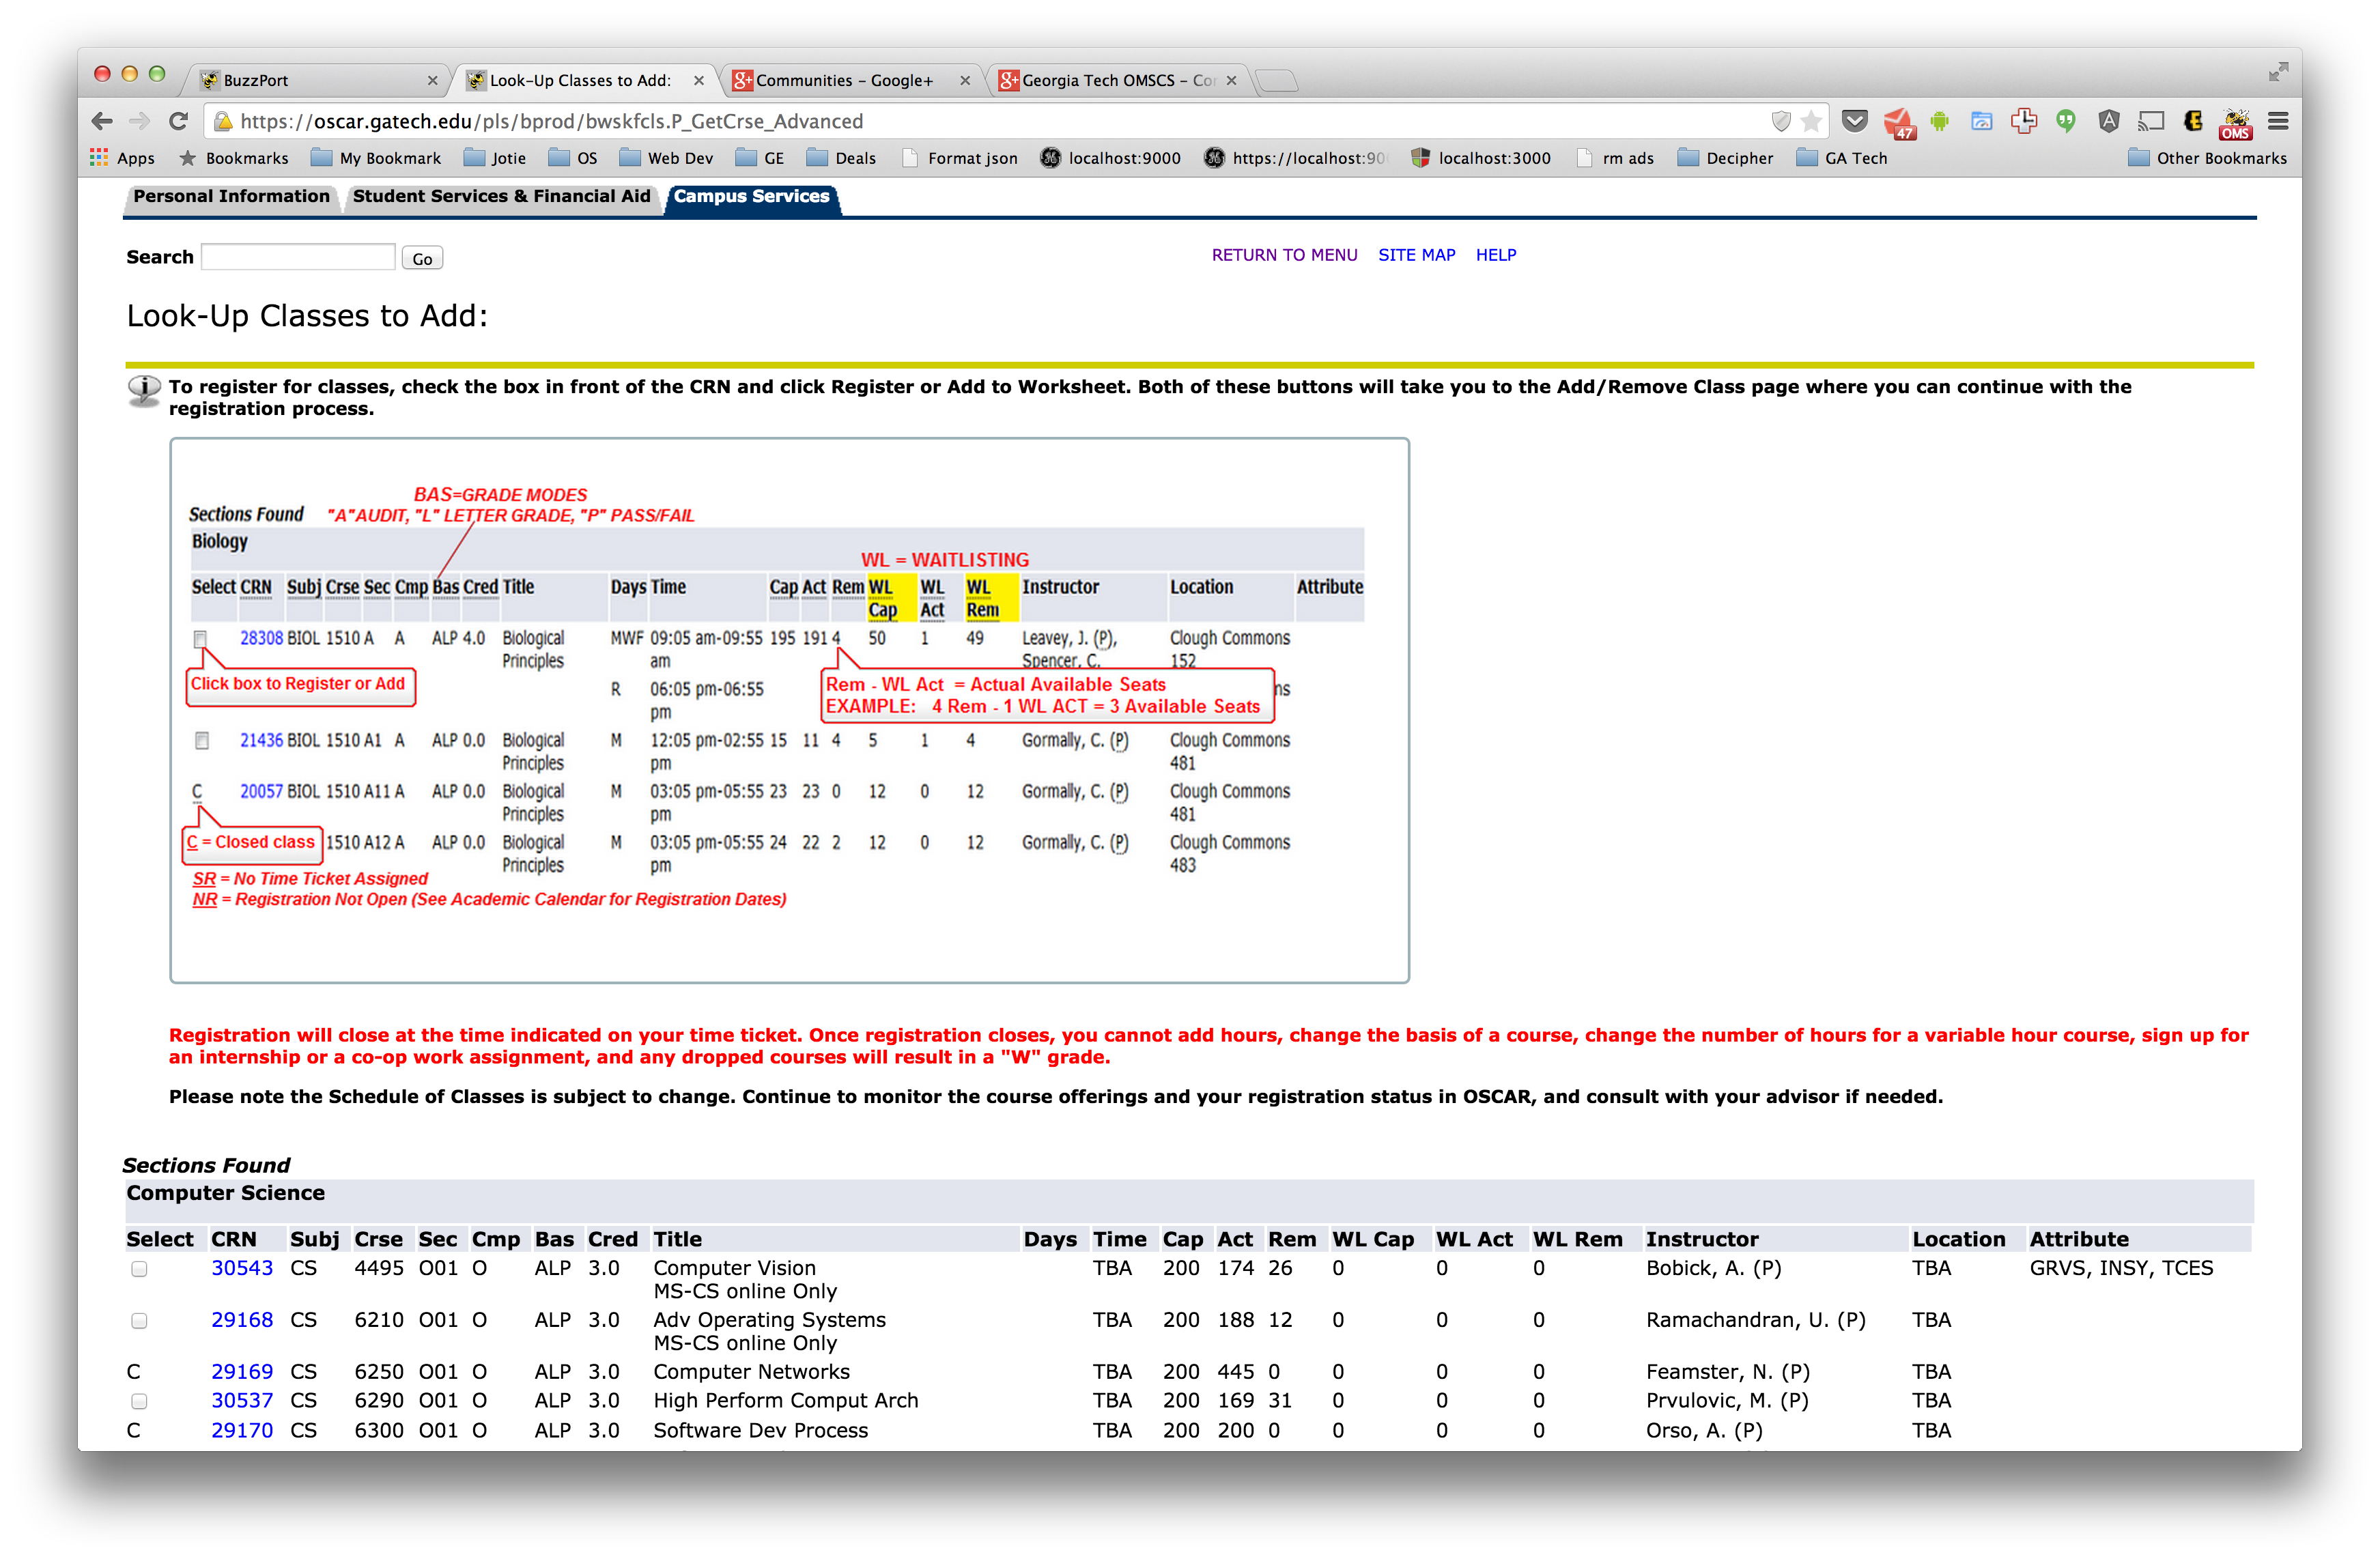 BuzzPort
Look-Up Classes to Add:
Communities – Google+
Georgia Tech OMSCS – Co
https://oscar.gatech.edu/pls/bprod/bwskfcls.P_GetCrse_Advanced
47
OMS
Apps Bookmarks My Bookmark Jotie OS Web Dev GE Deals Format json localhost:9000 https://localhost:90 localhost:3000 rm ads Decipher GA Tech Other Bookmarks
Personal Information Student Services & Financial Aid Campus Services
Search Go RETURN TO MENU SITE MAP HELP
Look-Up Classes to Add:
To register for classes, check the box in front of the CRN and click Register or Add to Worksheet. Both of these buttons will take you to the Add/Remove Class page where you can continue with the
registration process.
BAS=GRADE MODES
Sections Found "A"AUDIT, "L" LETTER GRADE, "P" PASS/FAIL
Biology
WL = WAITLISTING
Select CRN Subj Crse Sec Cmp Bas Cred Title Days Time Cap Act Rem WL WL WL Instructor Location Attribute
Cap Act Rem
28308 BIOL 1510 A A ALP 4.0 Biological MWF 09:05 am-09:55 195 191 4 50 1 49 Leavey, J. (P), Clough Commons
Principles am Spencer, C. 152
Click box to Register or Add R 06:05 pm-06:55 Rem - WL Act = Actual Available Seats ns
pm EXAMPLE: 4 Rem - 1 WL ACT = 3 Available Seats
21436 BIOL 1510 A1 A ALP 0.0 Biological M 12:05 pm-02:55 15 11 4 5 1 4 Gormally, C. (P) Clough Commons
Principles pm 481
C 20057 BIOL 1510 A11 A ALP 0.0 Biological M 03:05 pm-05:55 23 23 0 12 0 12 Gormally, C. (P) Clough Commons
Principles pm 481
C = Closed class 1510 A12 A ALP 0.0 Biological M 03:05 pm-05:55 24 22 2 12 0 12 Gormally, C. (P) Clough Commons
Principles pm 483
SR = No Time Ticket Assigned
NR = Registration Not Open (See Academic Calendar for Registration Dates)
Registration will close at the time indicated on your time ticket. Once registration closes, you cannot add hours, change the basis of a course, change the number of hours for a variable hour course, sign up for
an internship or a co-op work assignment, and any dropped courses will result in a "W" grade.
Please note the Schedule of Classes is subject to change. Continue to monitor the course offerings and your registration status in OSCAR, and consult with your advisor if needed.
Sections Found
Computer Science
Select CRN Subj Crse Sec Cmp Bas Cred Title Days Time Cap Act Rem WL Cap WL Act WL Rem Instructor Location Attribute
30543 CS 4495 O01 O ALP 3.0 Computer Vision TBA 200 174 26 0 0 0 Bobick, A. (P) TBA GRVS, INSY, TCES
MS-CS online Only
29168 CS 6210 O01 O ALP 3.0 Adv Operating Systems TBA 200 188 12 0 0 0 Ramachandran, U. (P) TBA
MS-CS online Only
C 29169 CS 6250 O01 O ALP 3.0 Computer Networks TBA 200 445 0 0 0 0 Feamster, N. (P) TBA
30537 CS 6290 O01 O ALP 3.0 High Perform Comput Arch TBA 200 169 31 0 0 0 Prvulovic, M. (P) TBA
C 29170 CS 6300 O01 O ALP 3.0 Software Dev Process TBA 200 200 0 0 0 0 Orso, A. (P) TBA